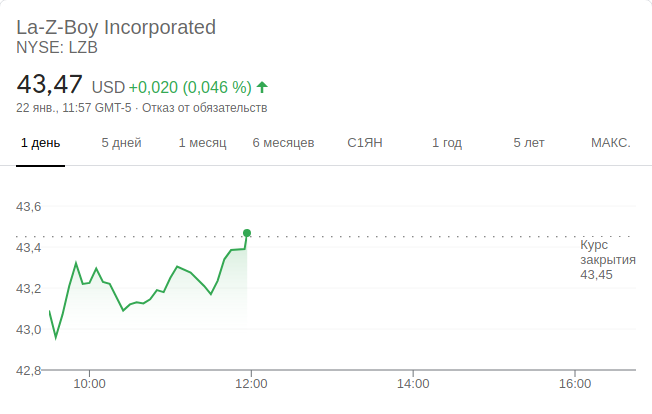 La-Z-Boy Incorporated
NYSE: LZB
43,47 USD +0,020 (0,046 %)
22 янв., 11:57 GMT-5 · Отказ от обязательств
1 день 5 дней 1 месяц 6 месяцев С1ЯН 1 год 5 лет МАКС.
43,6
43,4
43,2
43,0
42,8
Курс
закрытия
43,45
10:00 12:00 14:00 16:00